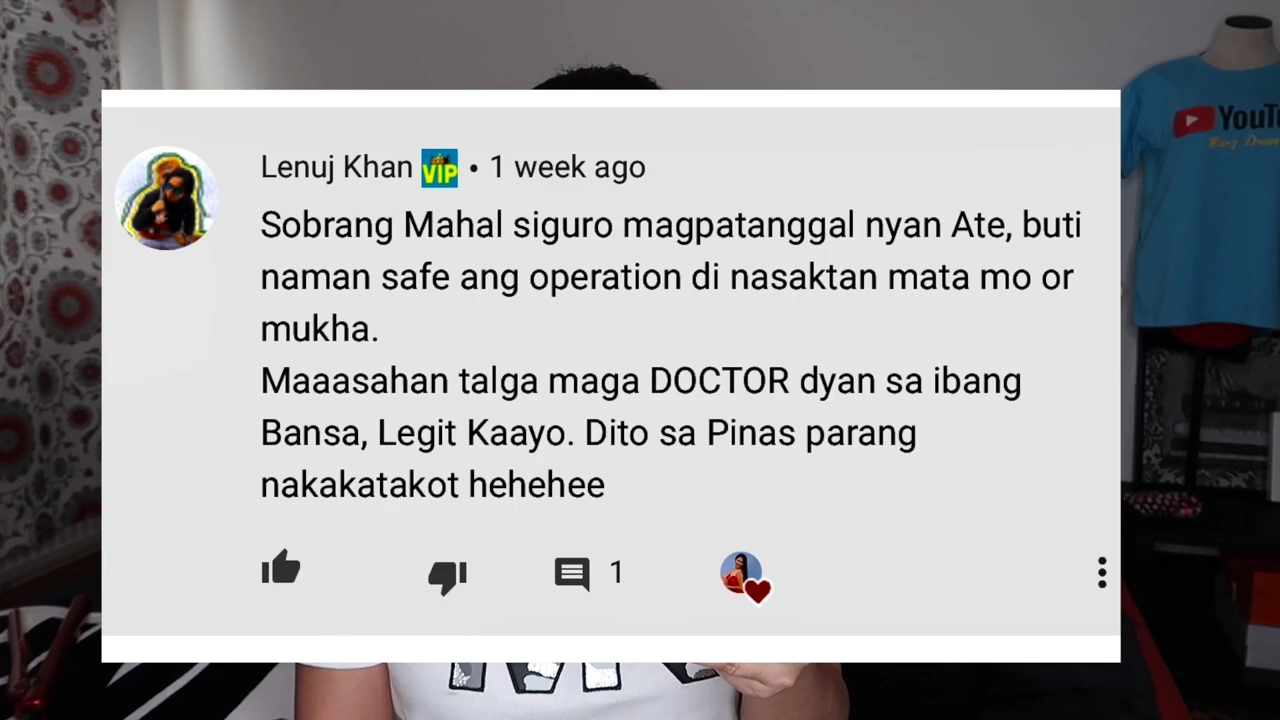 Lenuj Khan VIP • 1 week ago
Sobrang Mahal siguro magpatanggal nyan Ate, buti
naman safe ang operation di nasaktan mata mo or
mukha.
Maaasahan talga maga DOCTOR dyan sa ibang
Bansa, Legit Kaayo. Dito sa Pinas parang
nakakatakot hehehee
1
YouT